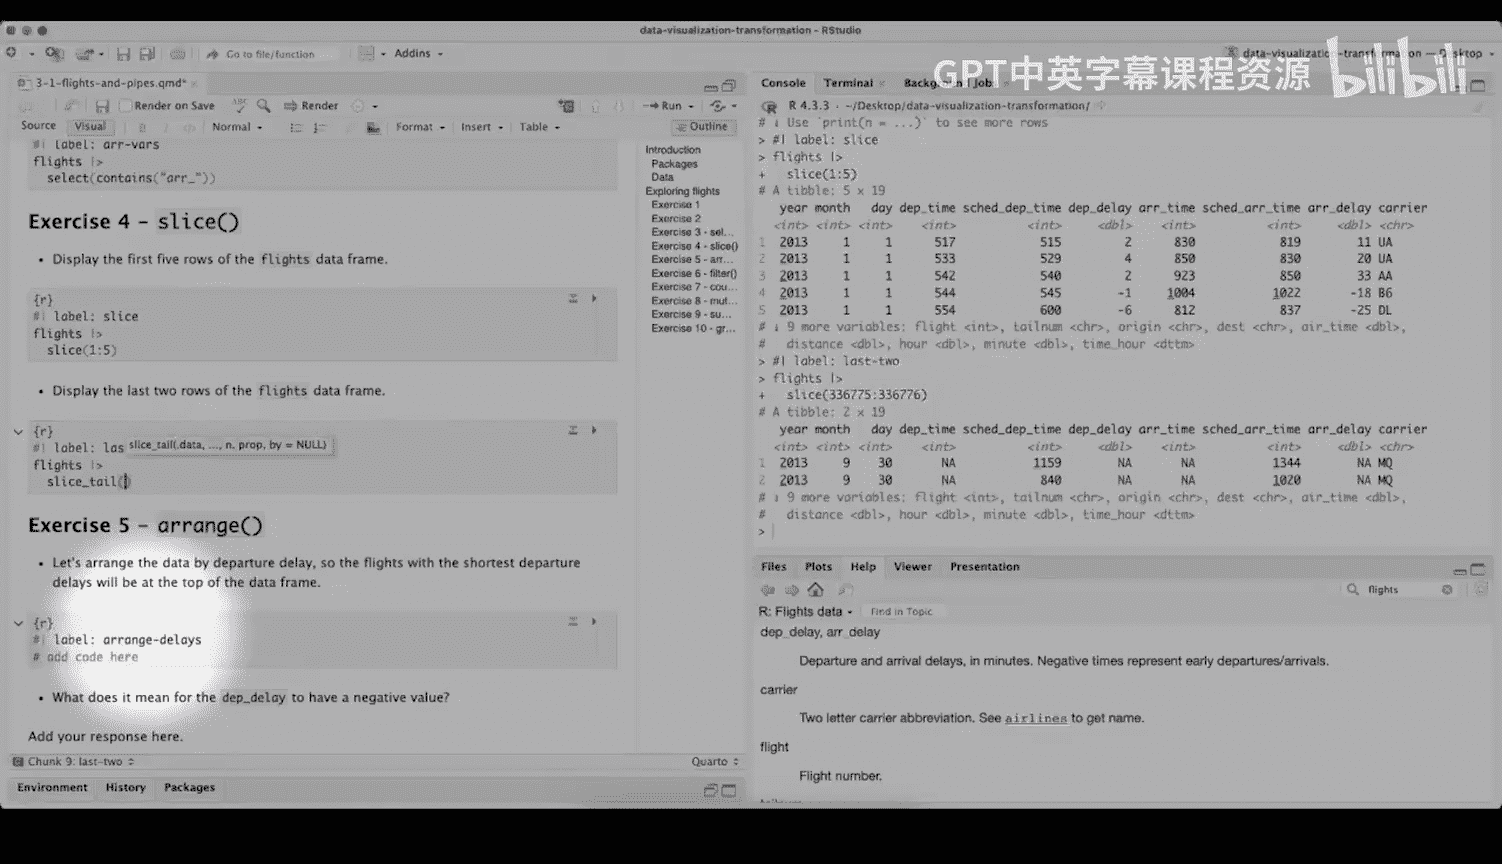 data-visualization-transformation - RStudio
Go to file/function
Addins
data-visualization-transformation — Desktop
GPT中英字幕课程资源
bilibili
3-1-flights-and-pipes.qmd*
Render on Save
Render
Run
Source
Visual
B
I
</>
Normal
Format
Insert
Table
Outline
#| label: arr-vars
flights |>
select(contains("arr_"))
Exercise 4 - slice()
• Display the first five rows of the flights data frame.
{r}
#| label: slice
flights |>
slice(1:5)
• Display the last two rows of the flights data frame.
{r}
#| label: las
slice_tail(.data, ..., n, prop, by = NULL)
flights |>
slice_tail()
Exercise 5 - arrange()
• Let's arrange the data by departure delay, so the flights with the shortest departure
delays will be at the top of the data frame.
{r}
#| label: arrange-delays
# add code here
• What does it mean for the dep_delay to have a negative value?
Add your response here.
Chunk 9: last-two
Quarto
Environment
History
Packages
Introduction
Packages
Data
Exploring flights
Exercise 1
Exercise 2
Exercise 3 - sel...
Exercise 4 - slice()
Exercise 5 - arr...
Exercise 6 - filter()
Exercise 7 - cou...
Exercise 8 - mut...
Exercise 9 - su...
Exercise 10 - gr...
Console
Terminal
Background Jobs
R 4.3.3 · ~/Desktop/data-visualization-transformation/
# ℹ Use `print(n = ...)` to see more rows
> #| label: slice
> flights |>
+ slice(1:5)
# A tibble: 5 × 19
year month day dep_time sched_dep_time dep_delay arr_time sched_arr_time arr_delay carrier
<int> <int> <int> <int> <int> <dbl> <int> <int> <dbl> <chr>
1 2013 1 1 517 515 2 830 819 11 UA
2 2013 1 1 533 529 4 850 830 20 UA
3 2013 1 1 542 540 2 923 850 33 AA
4 2013 1 1 544 545 -1 1004 1022 -18 B6
5 2013 1 1 554 600 -6 812 837 -25 DL
# ℹ 9 more variables: flight <int>, tailnum <chr>, origin <chr>, dest <chr>, air_time <dbl>,
# distance <dbl>, hour <dbl>, minute <dbl>, time_hour <dttm>
> #| label: last-two
> flights |>
+ slice(336775:336776)
# A tibble: 2 × 19
year month day dep_time sched_dep_time dep_delay arr_time sched_arr_time arr_delay carrier
<int> <int> <int> <int> <int> <dbl> <int> <int> <dbl> <chr>
1 2013 9 30 NA 1159 NA NA 1344 NA MQ
2 2013 9 30 NA 840 NA NA 1020 NA MQ
# ℹ 9 more variables: flight <int>, tailnum <chr>, origin <chr>, dest <chr>, air_time <dbl>,
# distance <dbl>, hour <dbl>, minute <dbl>, time_hour <dttm>
>
Files
Plots
Help
Viewer
Presentation
flights
R: Flights data
Find in Topic
dep_delay, arr_delay
Departure and arrival delays, in minutes. Negative times represent early departures/arrivals.
carrier
Two letter carrier abbreviation. See airlines to get name.
flight
Flight number.